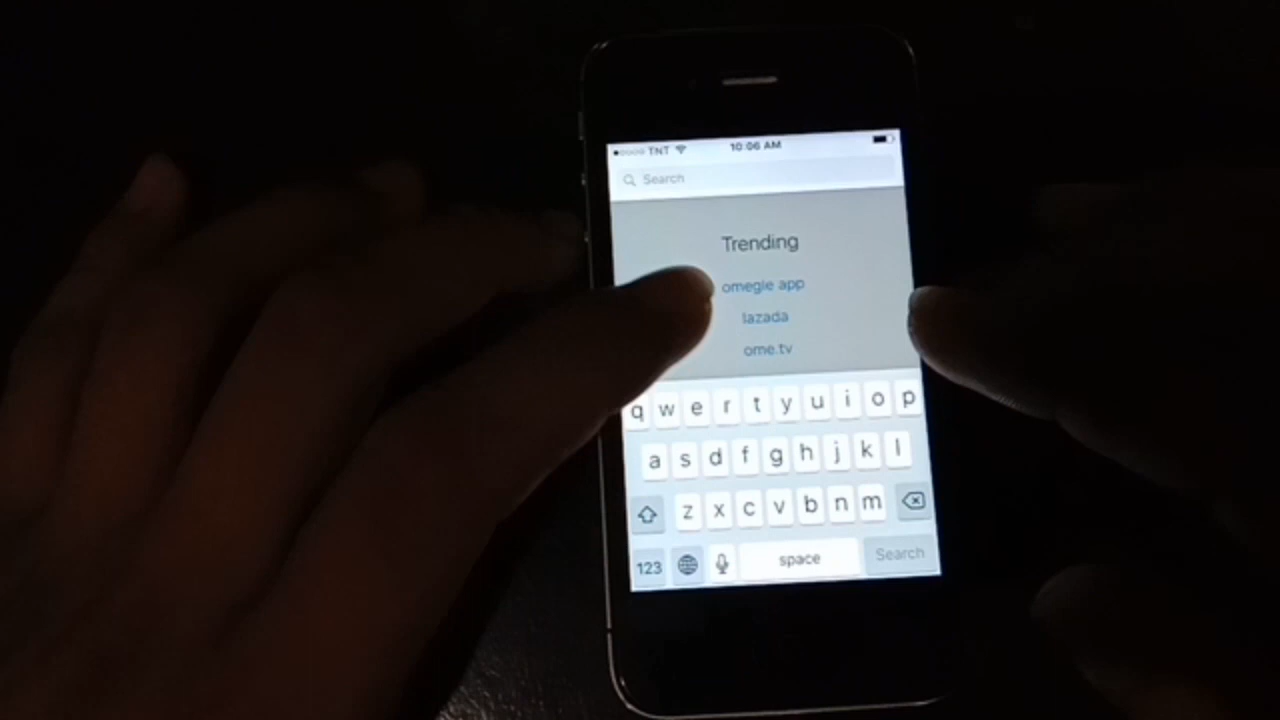 TNT 10:06 AM
Search
Trending
omegle app
lazada
ome.tv
q w e r t y u i o p
a s d f g h j k l
z x c v b n m
123 space Search